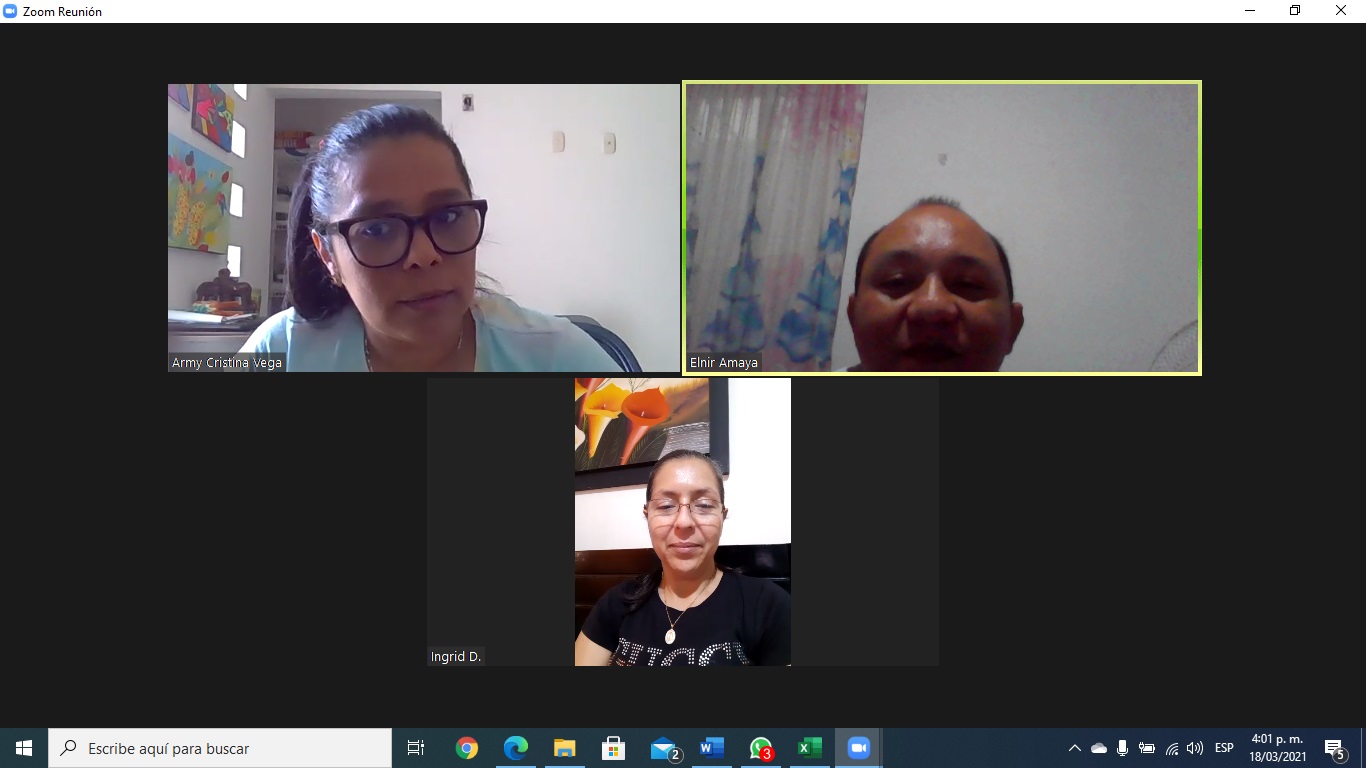 Zoom Reunión
Army Cristina Vega
Elnir Amaya
Ingrid D.
Escribe aquí para buscar
2
3
ESP
4:01 p. m.
18/03/2021
5